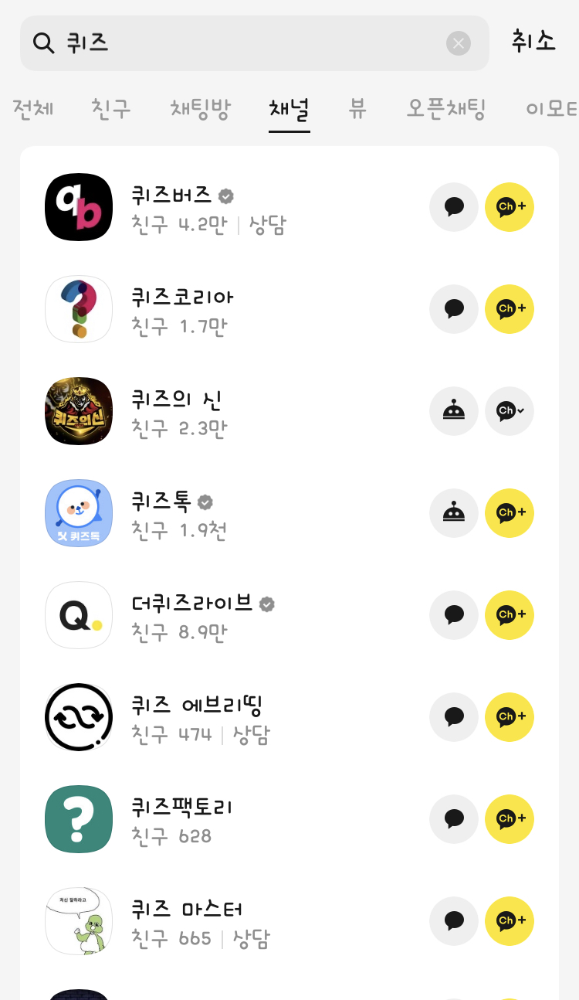 퀴즈
취소
전체 친구 채팅방 채널 뷰 오픈채팅 이모티
qb
퀴즈버즈
친구 4.2만 | 상담
Ch+
?
퀴즈코리아
친구 1.7만
Ch+
퀴즈의신
퀴즈의 신
친구 2.3만
Ch
퀴즈톡
퀴즈톡
친구 1.9천
Ch+
Q.
더퀴즈라이브
친구 8.9만
Ch+
퀴즈 에브리띵
친구 474 | 상담
Ch+
?
퀴즈팩토리
친구 628
Ch+
저신 말하라고
퀴즈 마스터
친구 665 | 상담
Ch+